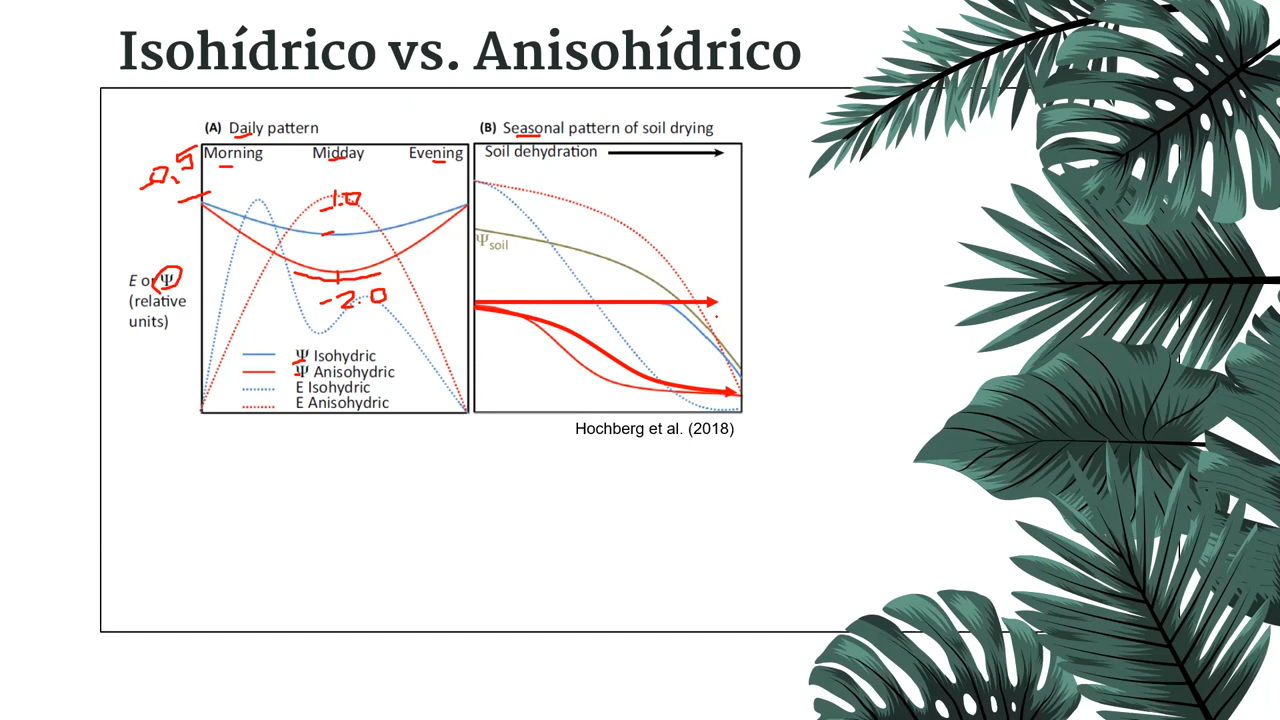 Isohídrico vs. Anisohídrico
(A) Daily pattern
(B) Seasonal pattern of soil drying
-0.5
Morning Midday Evening
Soil dehydration
-1.0
Ψsoil
E or Ψ
(relative
units)
-2.0
Ψ Isohydric
Ψ Anisohydric
E Isohydric
E Anisohydric
Hochberg et al. (2018)